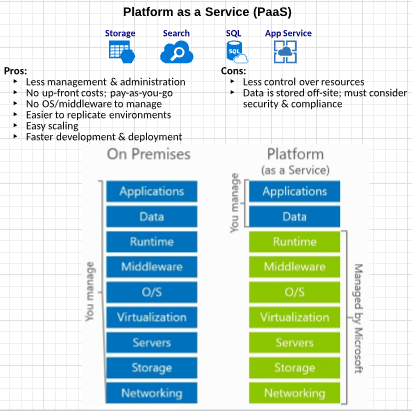 Platform as a Service (PaaS)
Storage Search SQL App Service
Pros:
‣ Less management & administration
‣ No up-front costs; pay-as-you-go
‣ No OS/middleware to manage
‣ Easier to replicate environments
‣ Easy scaling
‣ Faster development & deployment
Cons:
‣ Less control over resources
‣ Data is stored off-site; must consider
security & compliance
On Premises
You manage
Applications
Data
Runtime
Middleware
O/S
Virtualization
Servers
Storage
Networking
Platform
(as a Service)
You manage
Applications
Data
Runtime
Middleware
O/S
Virtualization
Servers
Storage
Networking
Managed by Microsoft